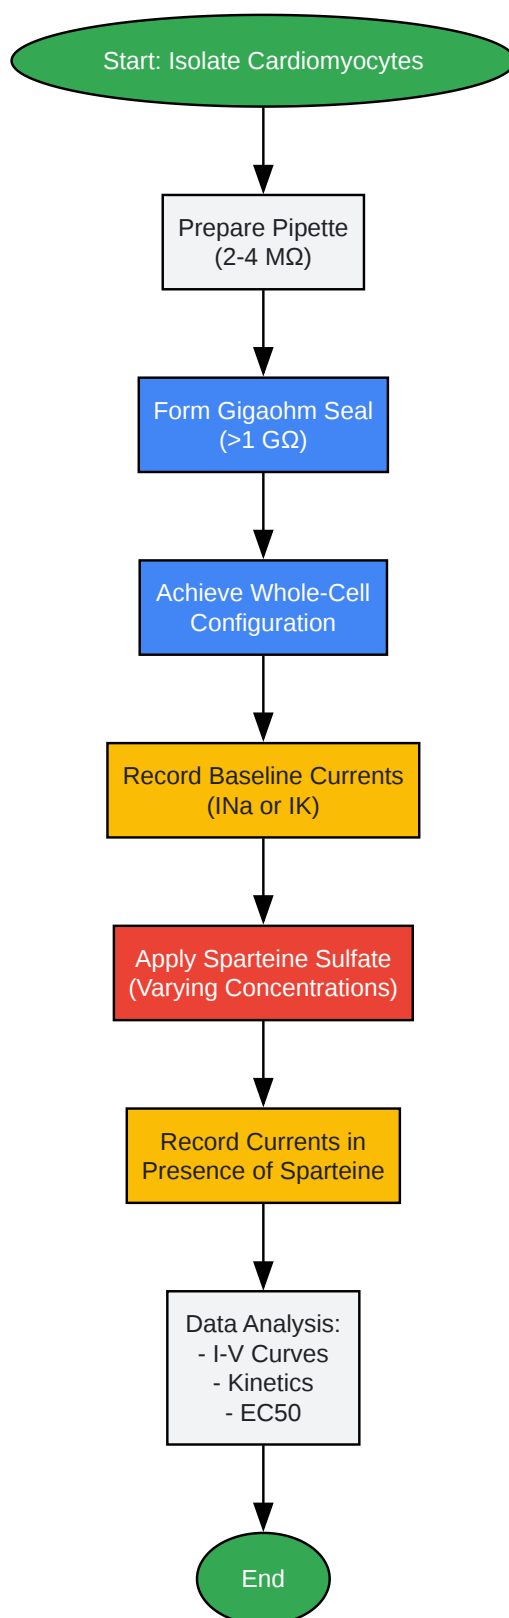 Start: Isolate Cardiomyocytes
Prepare Pipette
(2-4 MΩ)
Form Gigaohm Seal
(>1 GΩ)
Achieve Whole-Cell
Configuration
Record Baseline Currents
(INa or IK)
Apply Sparteine Sulfate
(Varying Concentrations)
Record Currents in
Presence of Sparteine
Data Analysis:
- I-V Curves
- Kinetics
- EC50
End